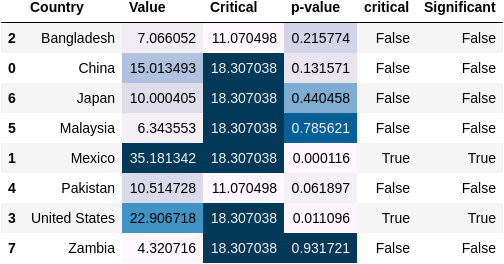 Country Value Critical p-value critical Significant
2 Bangladesh 7.066052 11.070498 0.215774 False False
0 China 15.013493 18.307038 0.131571 False False
6 Japan 10.000405 18.307038 0.440458 False False
5 Malaysia 6.343553 18.307038 0.785621 False False
1 Mexico 35.181342 18.307038 0.000116 True True
4 Pakistan 10.514728 11.070498 0.061897 False False
3 United States 22.906718 18.307038 0.011096 True True
7 Zambia 4.320716 18.307038 0.931721 False False